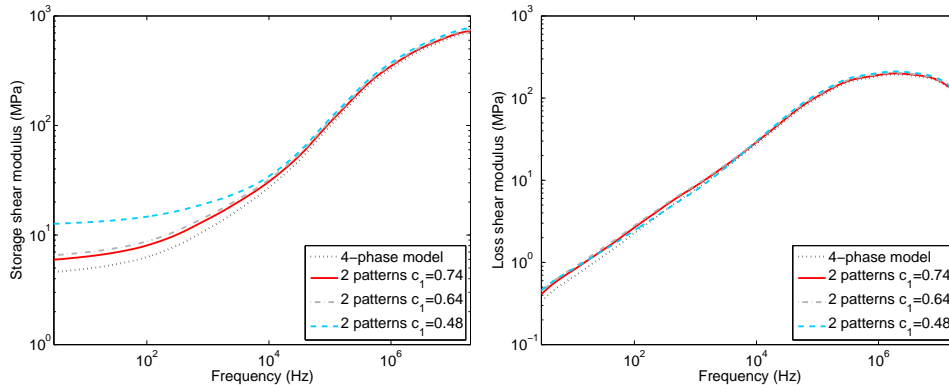 10³
10²
10¹
10⁰
Storage shear modulus (MPa)
10² 10⁴ 10⁶
Frequency (Hz)
4−phase model
2 patterns c₁=0.74
2 patterns c₁=0.64
2 patterns c₁=0.48
10³
10²
10¹
10⁰
10⁻¹
Loss shear modulus (MPa)
10² 10⁴ 10⁶
Frequency (Hz)
4−phase model
2 patterns c₁=0.74
2 patterns c₁=0.64
2 patterns c₁=0.48